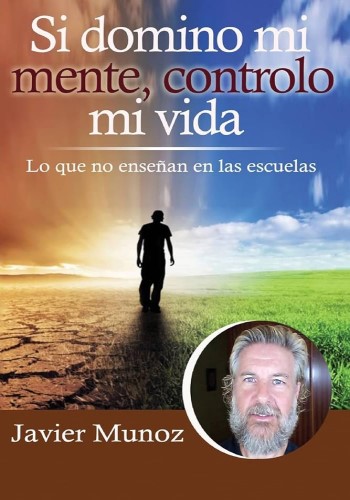 Si domino mi
mente, controlo
mi vida
Lo que no enseñan en las escuelas
Javier Munoz